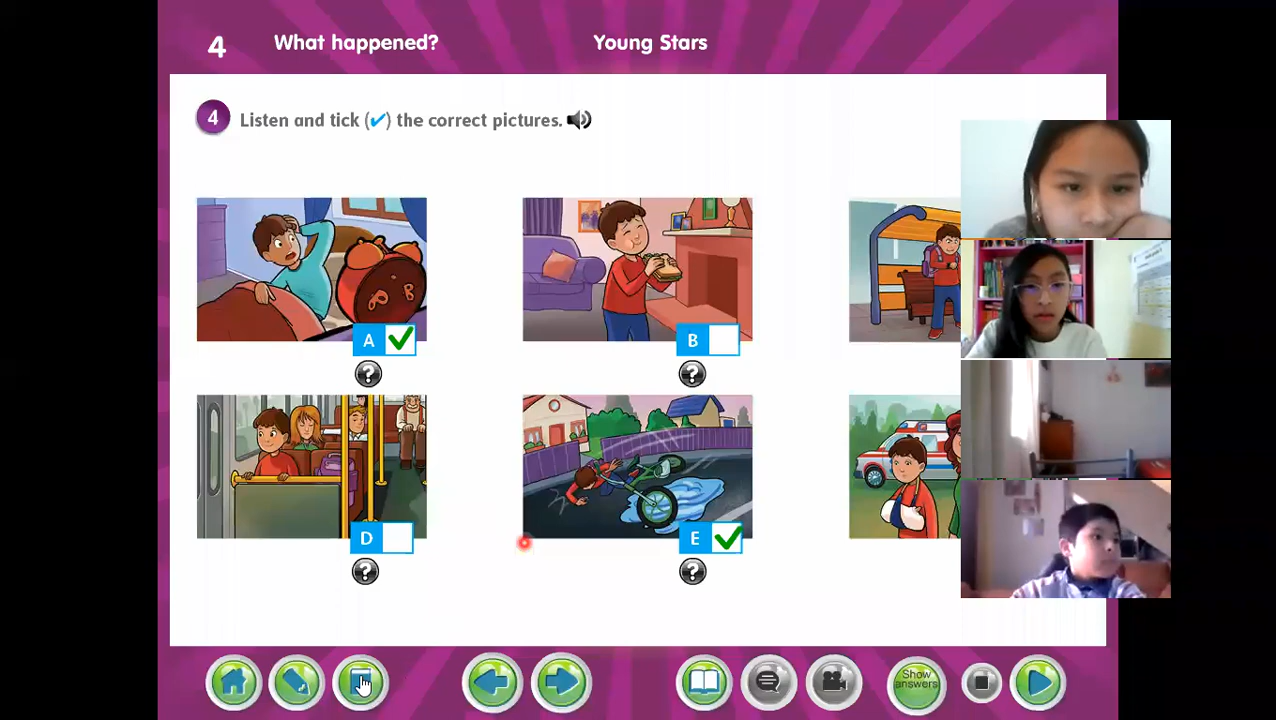 4 What happened? Young Stars
4 Listen and tick (✔) the correct pictures.
A
B
?
?
D
E
?
?
Show
answers